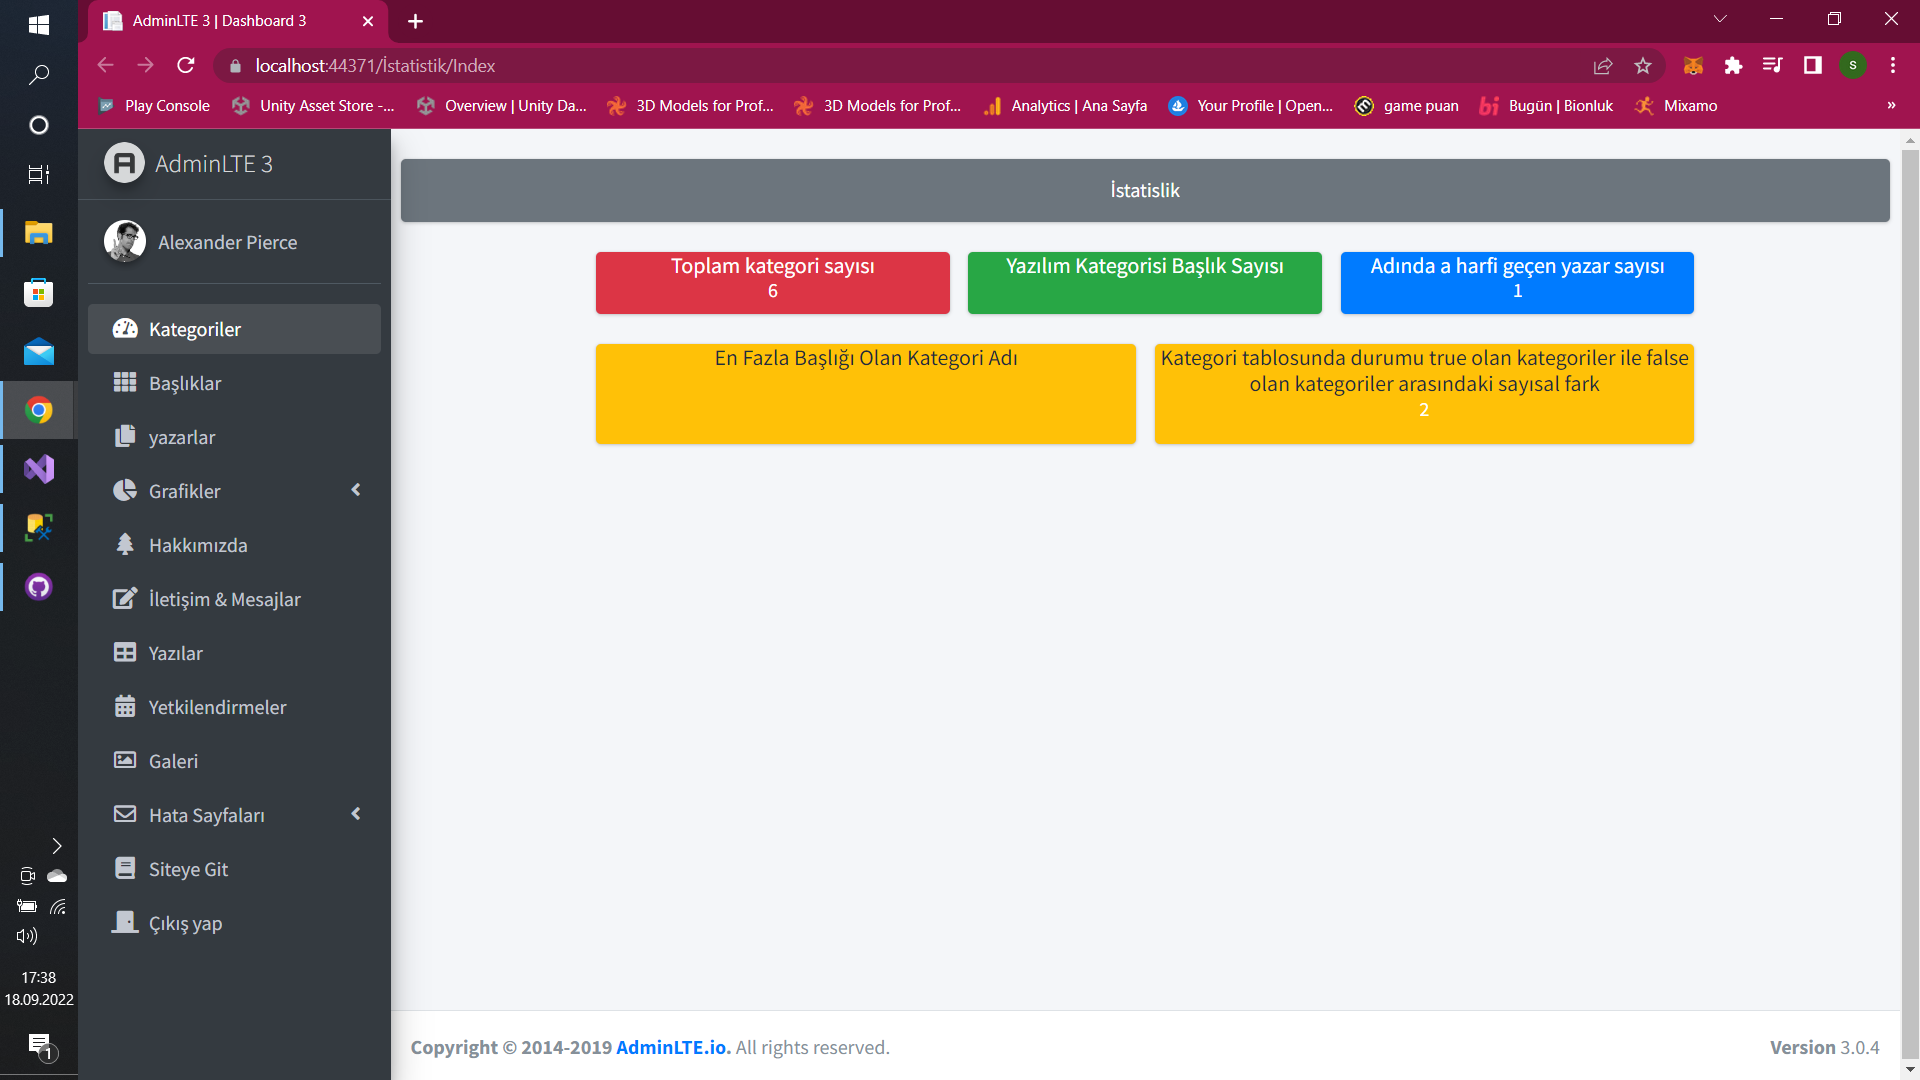 AdminLTE 3 | Dashboard 3
localhost:44371/İstatistik/Index
s
Play Console
Unity Asset Store -...
Overview | Unity Da...
3D Models for Prof...
3D Models for Prof...
Analytics | Ana Sayfa
Your Profile | Open...
game puan
bi
Bugün | Bionluk
Mixamo
»
AdminLTE 3
Alexander Pierce
Kategoriler
Başlıklar
yazarlar
Grafikler
Hakkımızda
İletişim & Mesajlar
Yazılar
Yetkilendirmeler
Galeri
Hata Sayfaları
Siteye Git
Çıkış yap
İstatislik
Toplam kategori sayısı
6
Yazılım Kategorisi Başlık Sayısı
Adında a harfi geçen yazar sayısı
1
En Fazla Başlığı Olan Kategori Adı
Kategori tablosunda durumu true olan kategoriler ile false
olan kategoriler arasındaki sayısal fark
2
Copyright © 2014-2019 AdminLTE.io. All rights reserved.
Version 3.0.4
17:38
18.09.2022
1